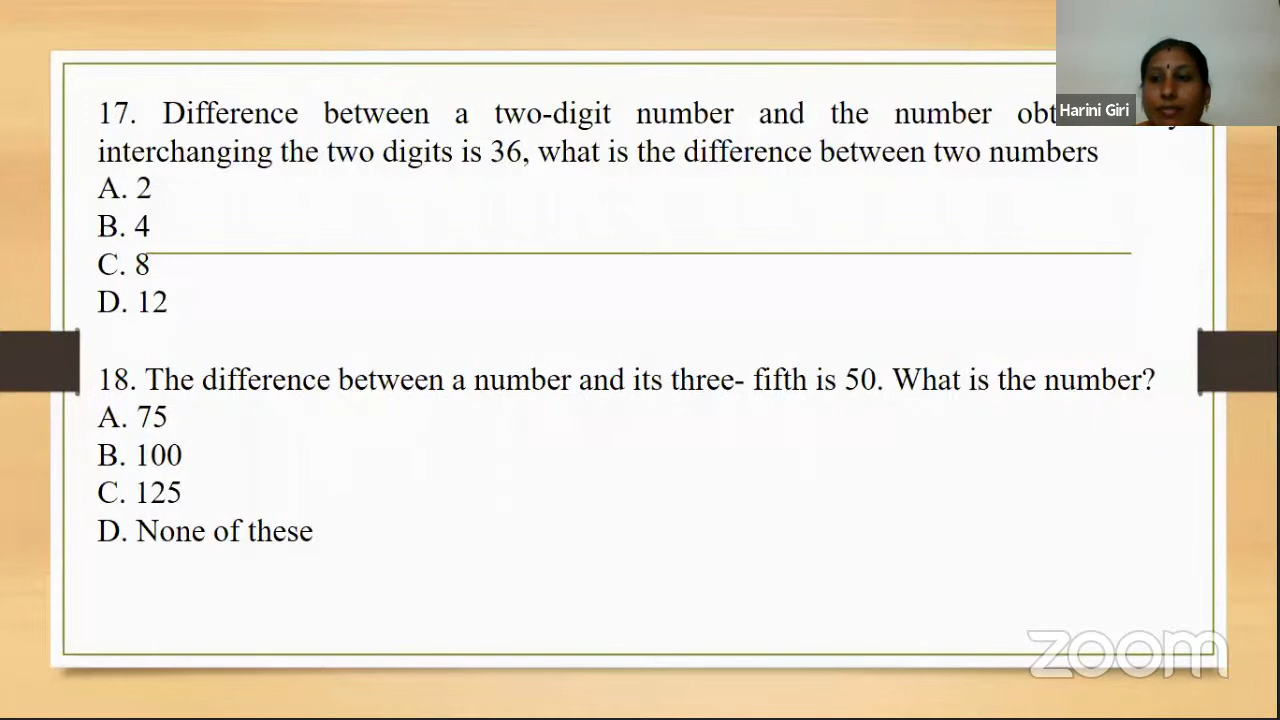 17. Difference between a two-digit number and the number
Harini Giri
interchanging the two digits is 36, what is the difference between two numbers
A. 2
B. 4
C. 8
D. 12
18. The difference between a number and its three- fifth is 50. What is the number?
A. 75
B. 100
C. 125
D. None of these
zoom